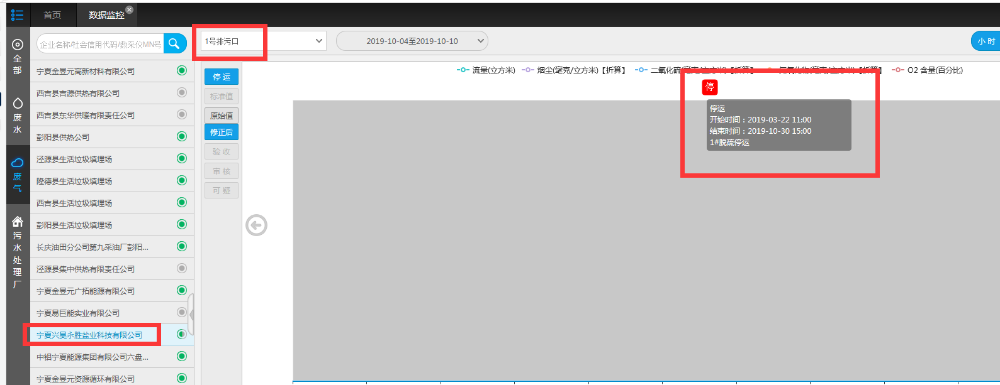 首页
数据监控
全部
废水
废气
污水处理厂
企业名称/社会信用代码/数采仪MN号
宁夏金昱元高新材料有限公司
西吉县吉源供热有限公司
西吉县东华供暖有限责任公司
彭阳县供热公司
泾源县生活垃圾填埋场
隆德县生活垃圾填埋场
西吉县生活垃圾填埋场
彭阳县生活垃圾填埋场
长庆油田分公司第九采油厂彭阳...
泾源县集中供热有限责任公司
宁夏金昱元广拓能源有限公司
宁夏易巨能实业有限公司
宁夏兴昊永胜盐业科技有限公司
中铝宁夏能源集团有限公司六盘...
宁夏金昱元资源循环有限公司
1号排污口
2019-10-04至2019-10-10
小 时
停 运
标准值
原始值
修正后
验 收
审 核
可 疑
流量(立方米)
烟尘(毫克/立方米)【折算】
二氧化硫(毫克/立方米)【折算】
氮氧化物(毫克/立方米)【折算】
O2 含量(百分比)
停
停运
开始时间：2019-03-22 11:00
结束时间：2019-10-30 15:00
1#脱硫停运